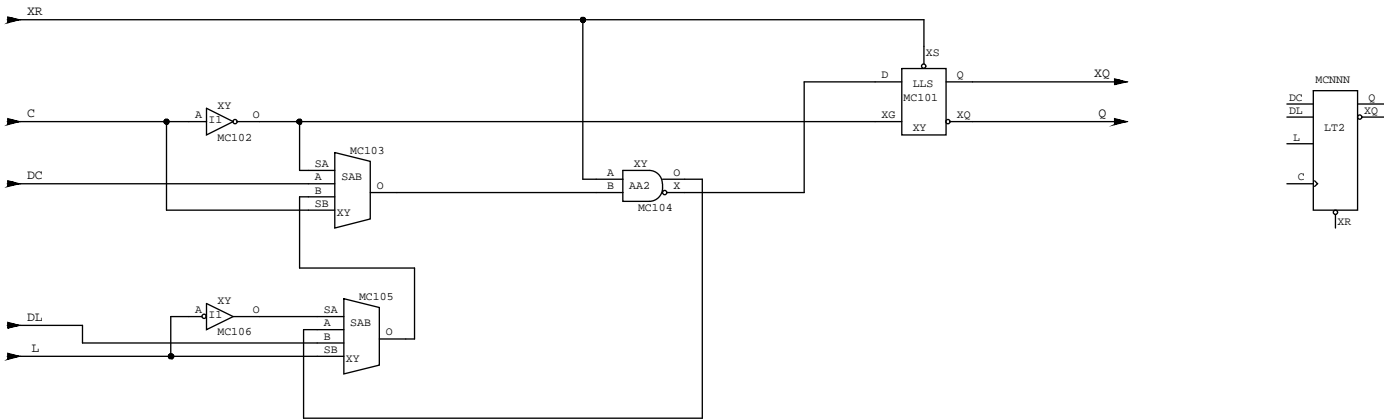 XR
XS
D
LLS
Q
XQ
MC101
XG
XY
XQ
Q
C
A
XY
I1
O
MC102
MC103
SA
A
SAB
B
SB
XY
O
DC
XY
A
AA2
O
B
X
MC104
XY
A
I1
O
MC106
MC105
SA
A
SAB
B
SB
XY
O
DL
L
MCNNN
DC
Q
DL
XQ
LT2
L
C
XR